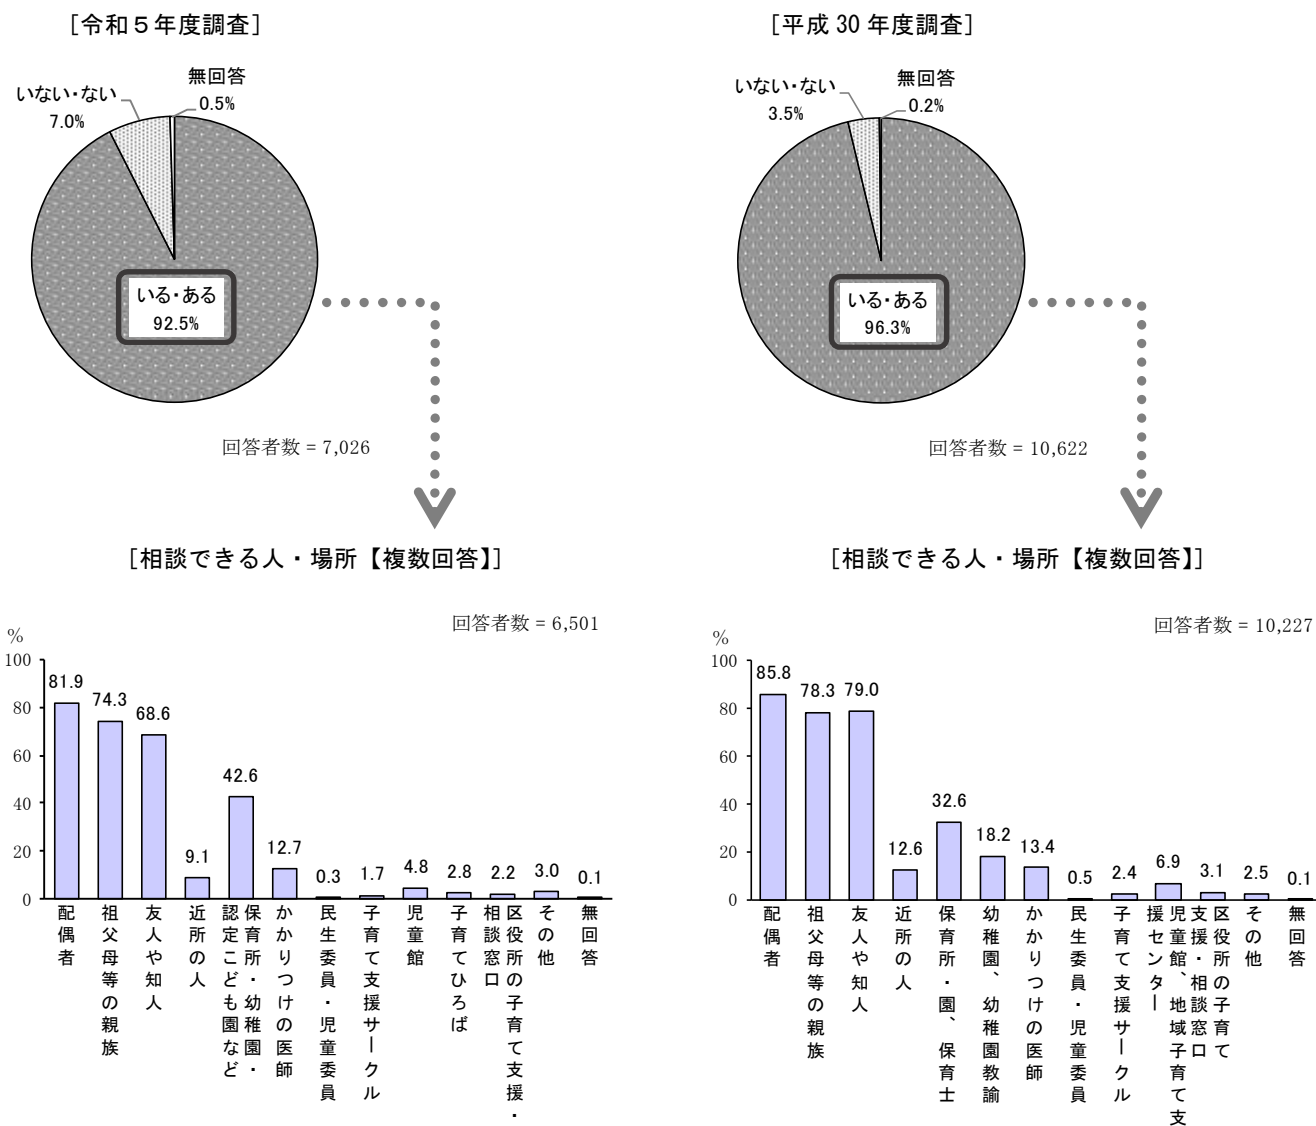 [令和５年度調査]
無回答
0.5%
いない・ない
7.0%
いる・ある
92.5%
回答者数 = 7,026
[相談できる人・場所【複数回答】]
回答者数 = 6,501
%
100
80
60
40
20
0
81.9
74.3
68.6
9.1
42.6
12.7
0.3
1.7
4.8
2.8
2.2
3.0
0.1
配偶者
祖父母等の親族
友人や知人
近所の人
保育所・幼稚園・
認定こども園など
かかりつけの医師
民生委員・児童委員
子育て支援サークル
児童館
子育てひろば
区役所の子育て支援・
相談窓口
その他
無回答
[平成 30 年度調査]
無回答
0.2%
いない・ない
3.5%
いる・ある
96.3%
回答者数 = 10,622
[相談できる人・場所【複数回答】]
回答者数 = 10,227
%
100
80
60
40
20
0
85.8
78.3
79.0
12.6
32.6
18.2
13.4
0.5
2.4
6.9
3.1
2.5
0.1
配偶者
祖父母等の親族
友人や知人
近所の人
保育所・園、保育士
幼稚園、幼稚園教諭
かかりつけの医師
民生委員・児童委員
子育て支援サークル
児童館、地域子育て支
援センター
区役所の子育て
支援・相談窓口
その他
無回答